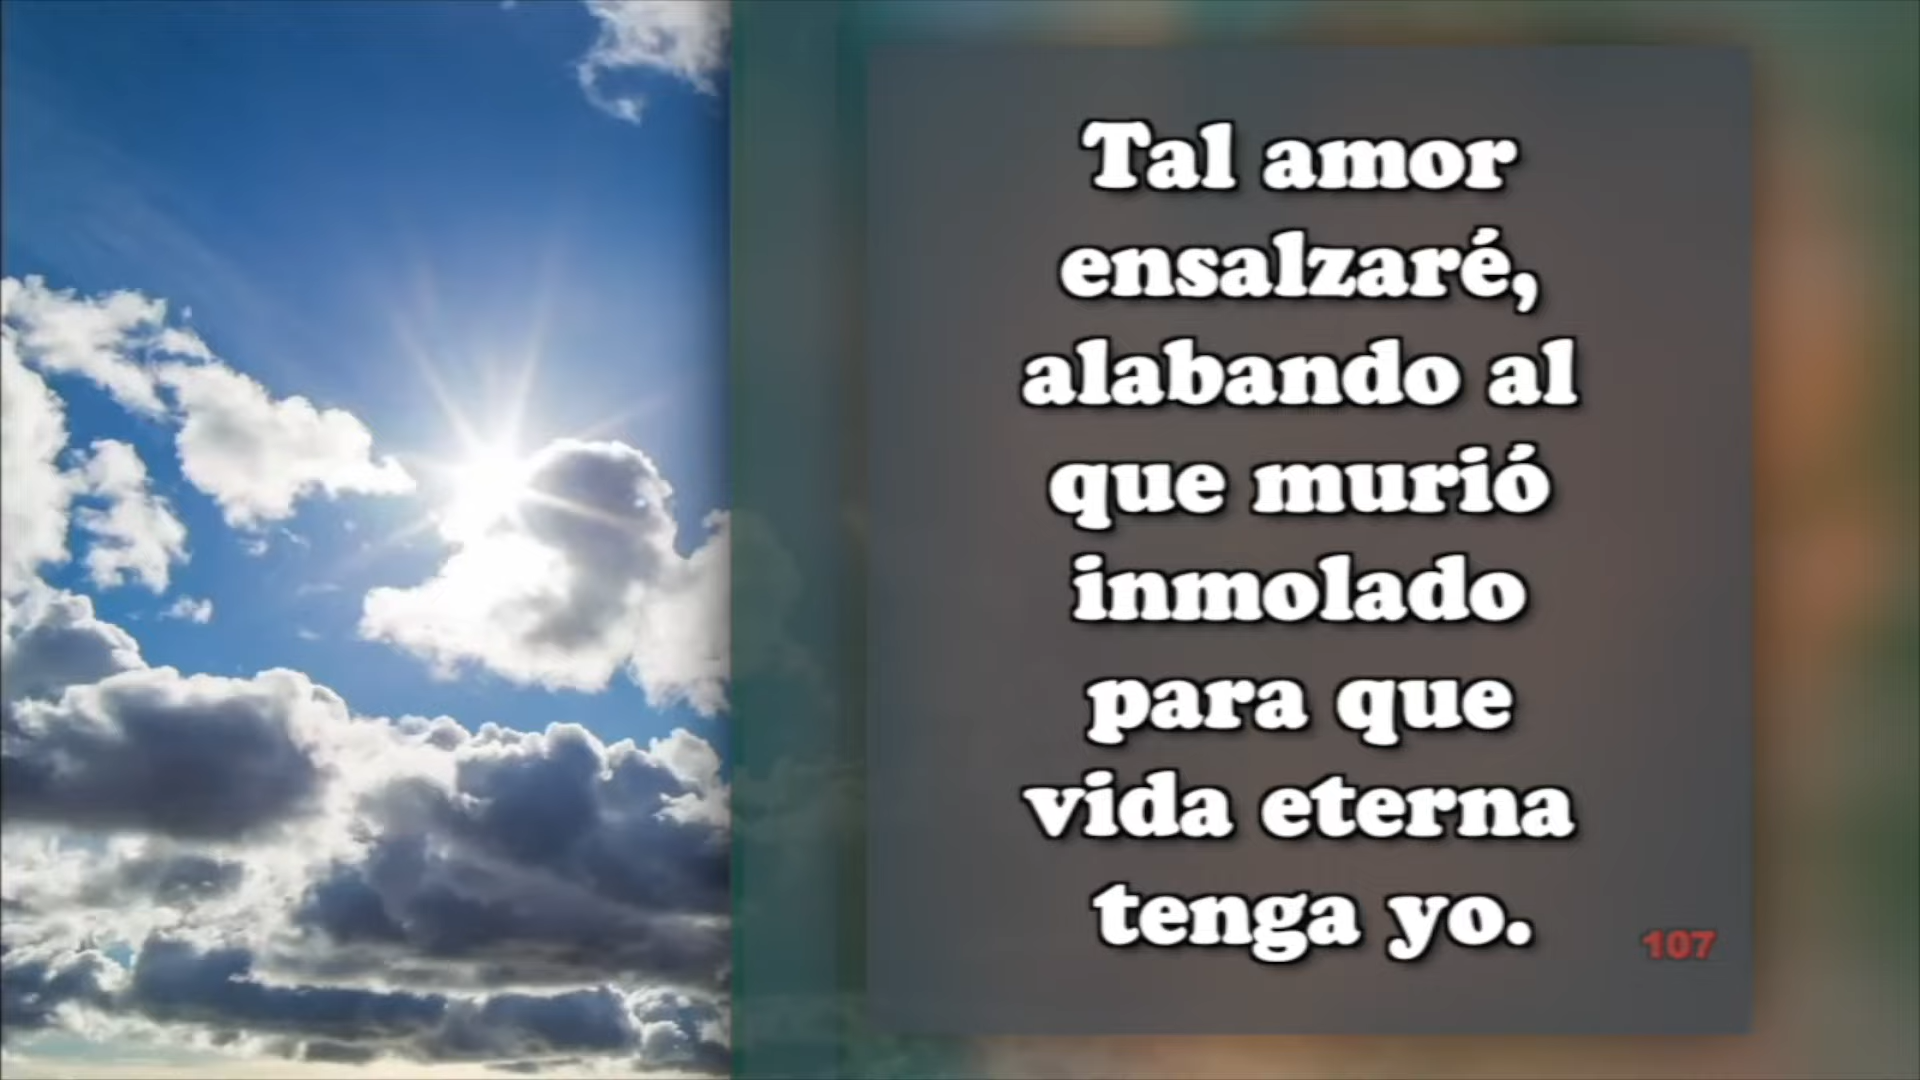 Tal amor
ensalzaré,
alabando al
que murió
inmolado
para que
vida eterna
tenga yo.
107